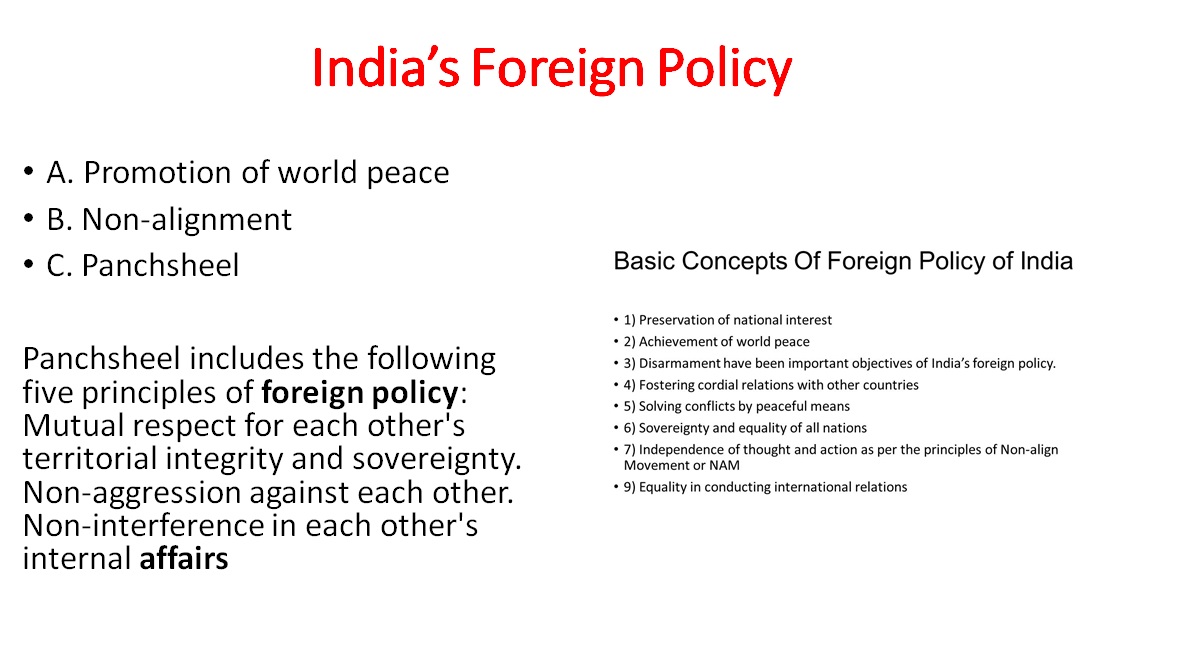 India’s Foreign Policy
• A. Promotion of world peace
• B. Non-alignment
• C. Panchsheel
Panchsheel includes the following
five principles of foreign policy:
Mutual respect for each other's
territorial integrity and sovereignty.
Non-aggression against each other.
Non-interference in each other's
internal affairs
Basic Concepts Of Foreign Policy of India
• 1) Preservation of national interest
• 2) Achievement of world peace
• 3) Disarmament have been important objectives of India’s foreign policy.
• 4) Fostering cordial relations with other countries
• 5) Solving conflicts by peaceful means
• 6) Sovereignty and equality of all nations
• 7) Independence of thought and action as per the principles of Non-align
Movement or NAM
• 9) Equality in conducting international relations